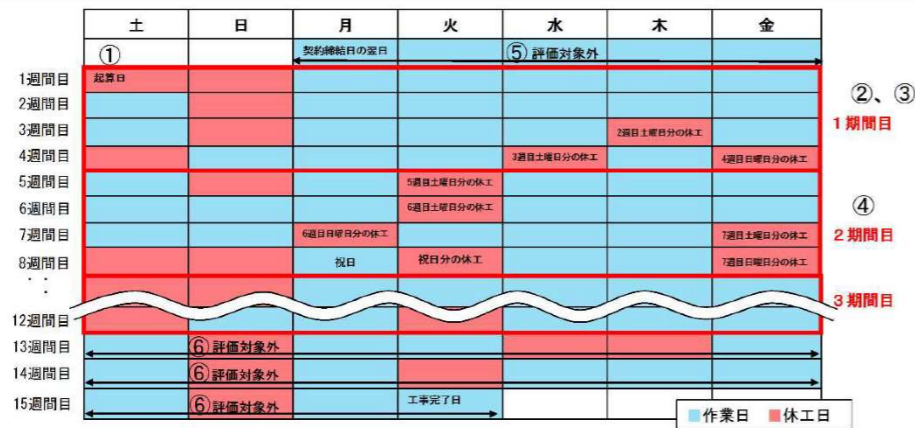 土 日 月 火 水 木 金
① 契約締結日の翌日 ⑤評価対象外
1週間目 起算日
2週間目 ②、③
3週間目 2週目土曜日分の休工 1期間目
4週間目 3週目土曜日分の休工 4週目日曜日分の休工
5週間目 5週目土曜日分の休工
6週間目 6週目土曜日分の休工 ④
7週間目 6週目日曜日分の休工 7週目土曜日分の休工 2期間目
8週間目 祝日 祝日分の休工 7週目日曜日分の休工
・・ 3期間目
12週間目
13週間目 ⑥評価対象外
14週間目 ⑥評価対象外
15週間目 ⑥評価対象外 工事完了日
作業日 休工日